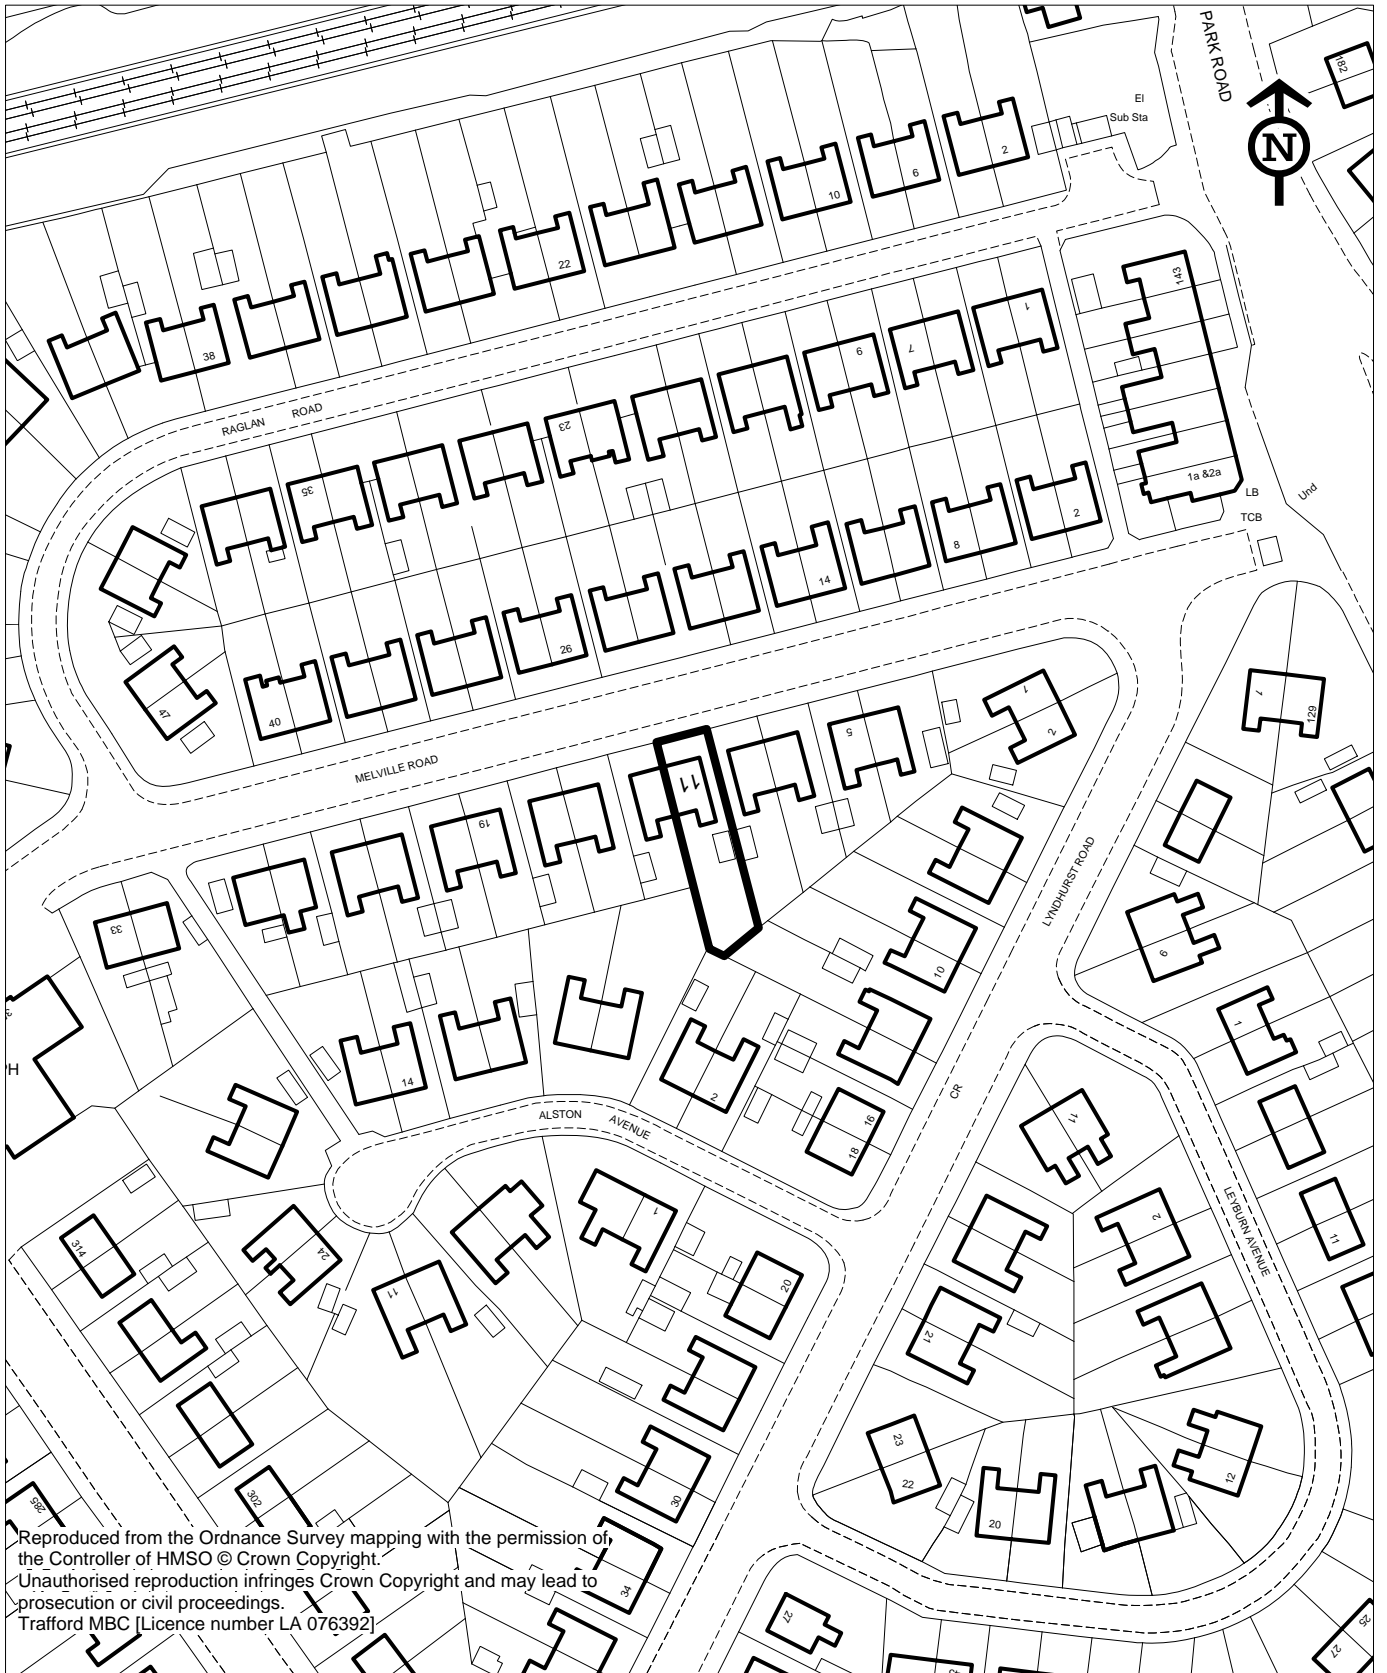 PARK ROAD
182
N
El
Sub Sta
2
6
10
22
38
143
1
7
9
23
35
RAGLAN ROAD
1a &2a
LB
TCB
Und
2
8
14
26
40
47
MELVILLE ROAD
1
2
5
11
19
33
7
129
LYNDHURST ROAD
10
6
1
PH
14
2
ALSTON AVENUE
16
18
CR
11
2
LEYBURN AVENUE
11
314
24
11
1
20
21
302
285
30
23
22
20
12
34
27
25
27
Reproduced from the Ordnance Survey mapping with the permission of
the Controller of HMSO © Crown Copyright.
Unauthorised reproduction infringes Crown Copyright and may lead to
prosecution or civil proceedings.
Trafford MBC [Licence number LA 076392]